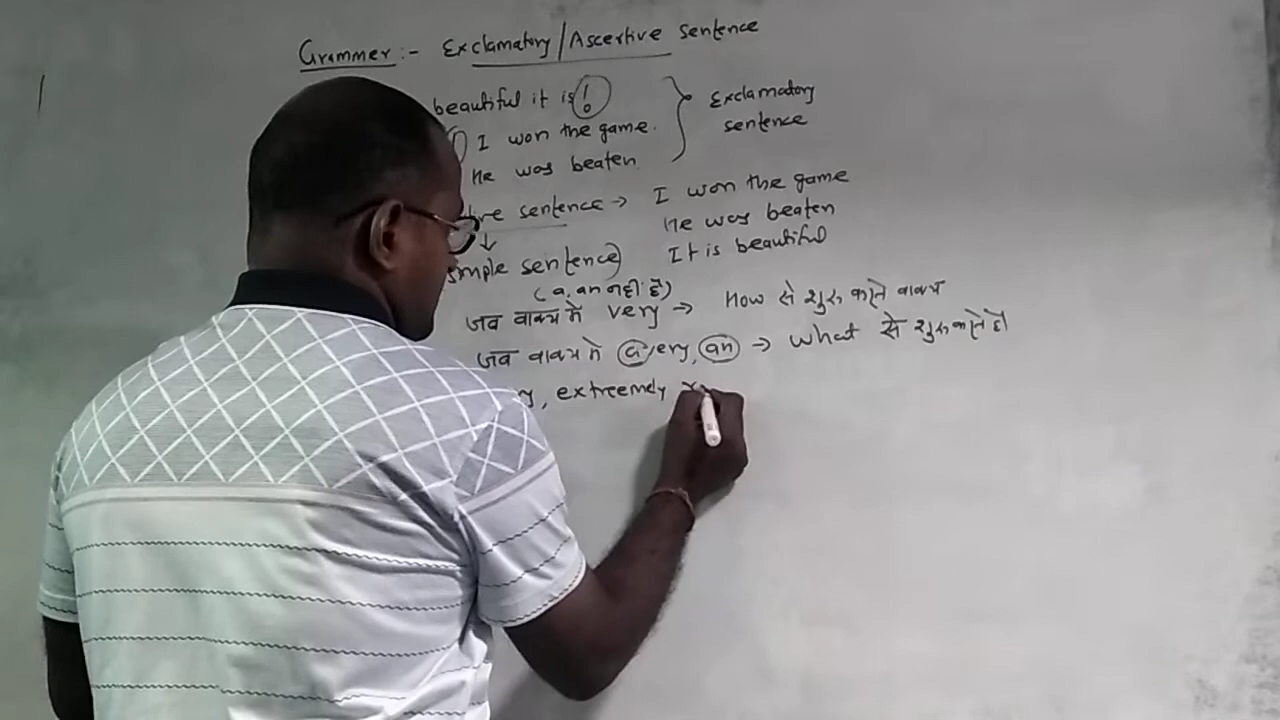 Grammer:- Exclamatory/Ascertive sentence
beautiful it is! Exclamatory
I won the game. sentence
He was beaten.
sentence → I won the game
He was beaten
sentence) It is beautiful
(a, an नहीं है)
जब वाक्य मे very → How से शुरु करते वाक्य
जब वाक्य मे a very, an → what से शुरु करते है
, extreemly